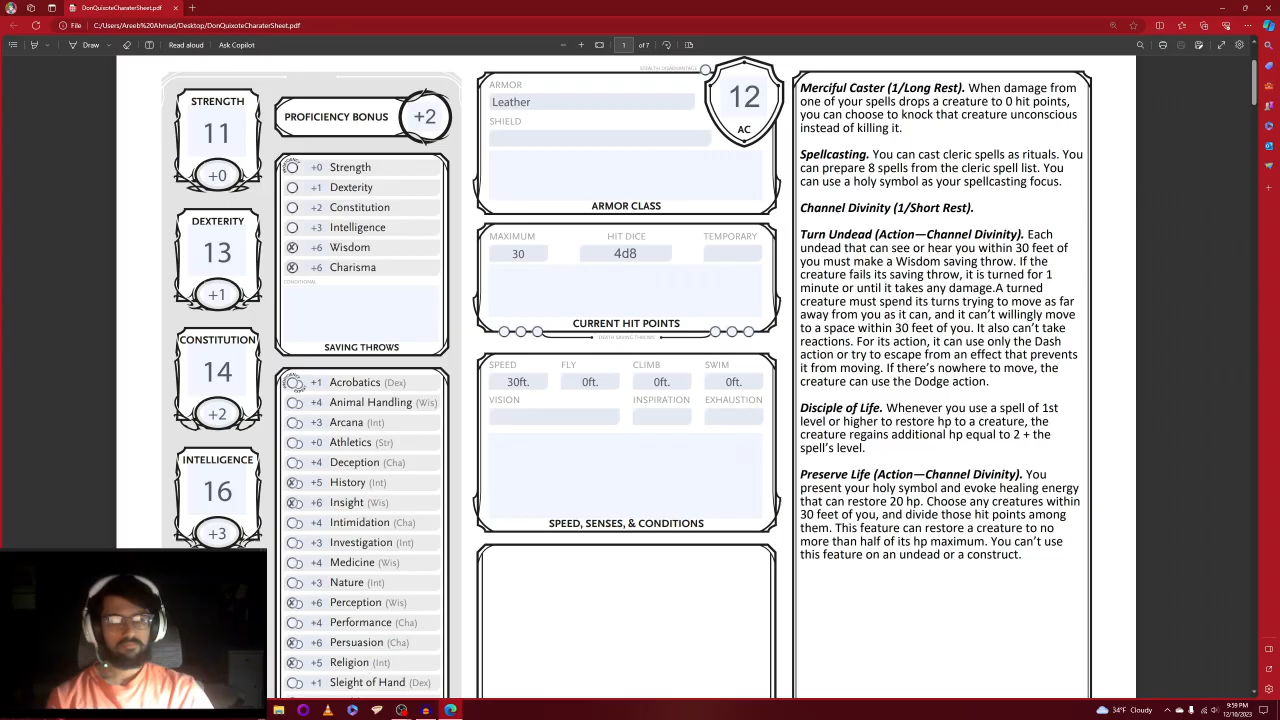 DonQuixoteCharaterSheet.pdf
File
C:/Users/Areeb%20Ahmad/Desktop/DonQuixoteCharaterSheet.pdf
Draw
Read aloud
Ask Copilot
1
of 7
STRENGTH
11
+0
DEXTERITY
13
+1
CONSTITUTION
14
+2
INTELLIGENCE
16
+3
PROFICIENCY BONUS
+2
+0 Strength
+1 Dexterity
+2 Constitution
+3 Intelligence
+6 Wisdom
+6 Charisma
CONDITIONAL
SAVING THROWS
+1 Acrobatics (Dex)
+4 Animal Handling (Wis)
+3 Arcana (Int)
+0 Athletics (Str)
+4 Deception (Cha)
+5 History (Int)
+6 Insight (Wis)
+4 Intimidation (Cha)
+3 Investigation (Int)
+4 Medicine (Wis)
+3 Nature (Int)
+6 Perception (Wis)
+4 Performance (Cha)
+6 Persuasion (Cha)
+5 Religion (Int)
+1 Sleight of Hand (Dex)
STEALTH DISADVANTAGE
ARMOR
Leather
SHIELD
12
AC
ARMOR CLASS
MAXIMUM
HIT DICE
TEMPORARY
30
4d8
CURRENT HIT POINTS
DEATH SAVING THROWS
SPEED
FLY
CLIMB
SWIM
30ft.
0ft.
0ft.
0ft.
VISION
INSPIRATION
EXHAUSTION
SPEED, SENSES, & CONDITIONS
Merciful Caster (1/Long Rest). When damage from
one of your spells drops a creature to 0 hit points,
you can choose to knock that creature unconscious
instead of killing it.
Spellcasting. You can cast cleric spells as rituals. You
can prepare 8 spells from the cleric spell list. You
can use a holy symbol as your spellcasting focus.
Channel Divinity (1/Short Rest).
Turn Undead (Action—Channel Divinity). Each
undead that can see or hear you within 30 feet of
you must make a Wisdom saving throw. If the
creature fails its saving throw, it is turned for 1
minute or until it takes any damage.A turned
creature must spend its turns trying to move as far
away from you as it can, and it can’t willingly move
to a space within 30 feet of you. It also can’t take
reactions. For its action, it can use only the Dash
action or try to escape from an effect that prevents
it from moving. If there’s nowhere to move, the
creature can use the Dodge action.
Disciple of Life. Whenever you use a spell of 1st
level or higher to restore hp to a creature, the
creature regains additional hp equal to 2 + the
spell’s level.
Preserve Life (Action—Channel Divinity). You
present your holy symbol and evoke healing energy
that can restore 20 hp. Choose any creatures within
30 feet of you, and divide those hit points among
them. This feature can restore a creature to no
more than half of its hp maximum. You can’t use
this feature on an undead or a construct.
34°F Cloudy
9:59 PM
12/10/2023